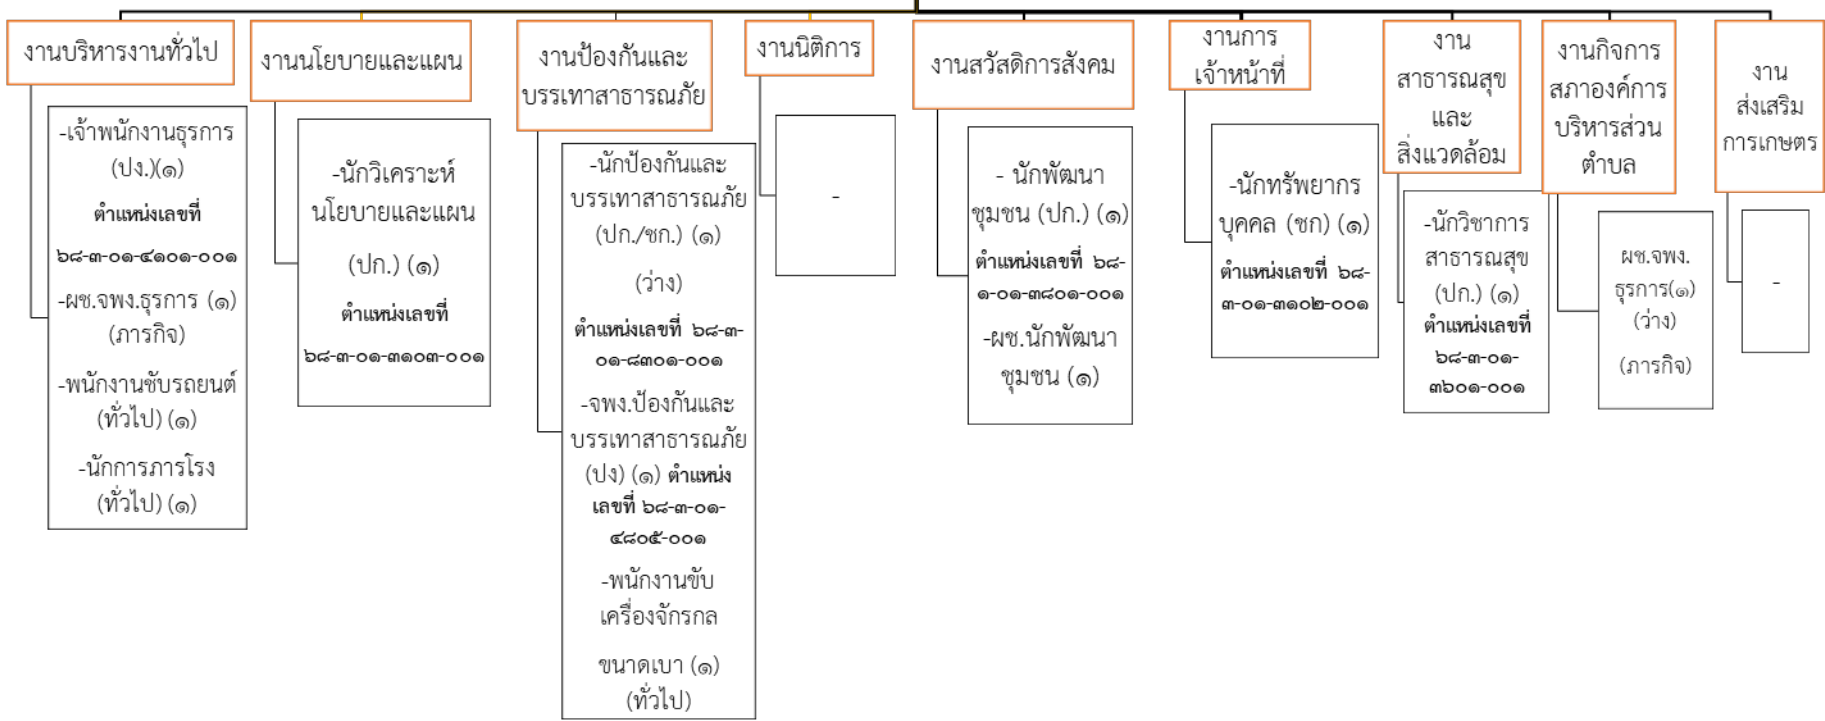 งานบริหารงานทั่วไป
-เจ้าพนักงานธุรการ
(ปง.)(๑)
ตำแหน่งเลขที่
๖๘-๓-๐๑-๔๑๐๑-๐๐๑
-ผช.จพง.ธุรการ (๑)
(ภารกิจ)
-พนักงานขับรถยนต์
(ทั่วไป) (๑)
-นักการภารโรง
(ทั่วไป) (๑)
งานนโยบายและแผน
-นักวิเคราะห์
นโยบายและแผน
(ปก.) (๑)
ตำแหน่งเลขที่
๖๘-๓-๐๑-๓๑๐๓-๐๐๑
งานป้องกันและ
บรรเทาสาธารณภัย
-นักป้องกันและ
บรรเทาสาธารณภัย
(ปก./ชก.) (๑)
(ว่าง)
ตำแหน่งเลขที่ ๖๘-๓-
๐๑-๘๓๐๑-๐๐๑
-จพง.ป้องกันและ
บรรเทาสาธารณภัย
(ปง) (๑) ตำแหน่ง
เลขที่ ๖๘-๓-๐๑-
๔๘๐๕-๐๐๑
-พนักงานขับ
เครื่องจักรกล
ขนาดเบา (๑)
(ทั่วไป)
งานนิติการ
-
งานสวัสดิการสังคม
- นักพัฒนา
ชุมชน (ปก.) (๑)
ตำแหน่งเลขที่ ๖๘-
๑-๐๑-๓๘๐๑-๐๐๑
-ผช.นักพัฒนา
ชุมชน (๑)
งานการ
เจ้าหน้าที่
-นักทรัพยากร
บุคคล (ชก) (๑)
ตำแหน่งเลขที่ ๖๘-
๓-๐๑-๓๑๐๒-๐๐๑
งาน
สาธารณสุข
และ
สิ่งแวดล้อม
-นักวิชาการ
สาธารณสุข
(ปก.) (๑)
ตำแหน่งเลขที่
๖๘-๓-๐๑-
๓๖๐๑-๐๐๑
งานกิจการ
สภาองค์การ
บริหารส่วน
ตำบล
ผช.จพง.
ธุรการ(๑)
(ว่าง)
(ภารกิจ)
งาน
ส่งเสริม
การเกษตร
-